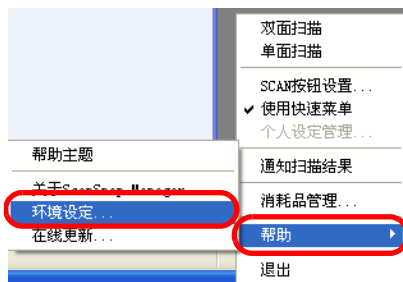 双面扫描
单面扫描
SCAN按钮设置...
使用快速菜单
个人设定管理...
通知扫描结果
消耗品管理...
帮助
退出
帮助主题
关于ScanSnap Manager...
环境设定...
在线更新...